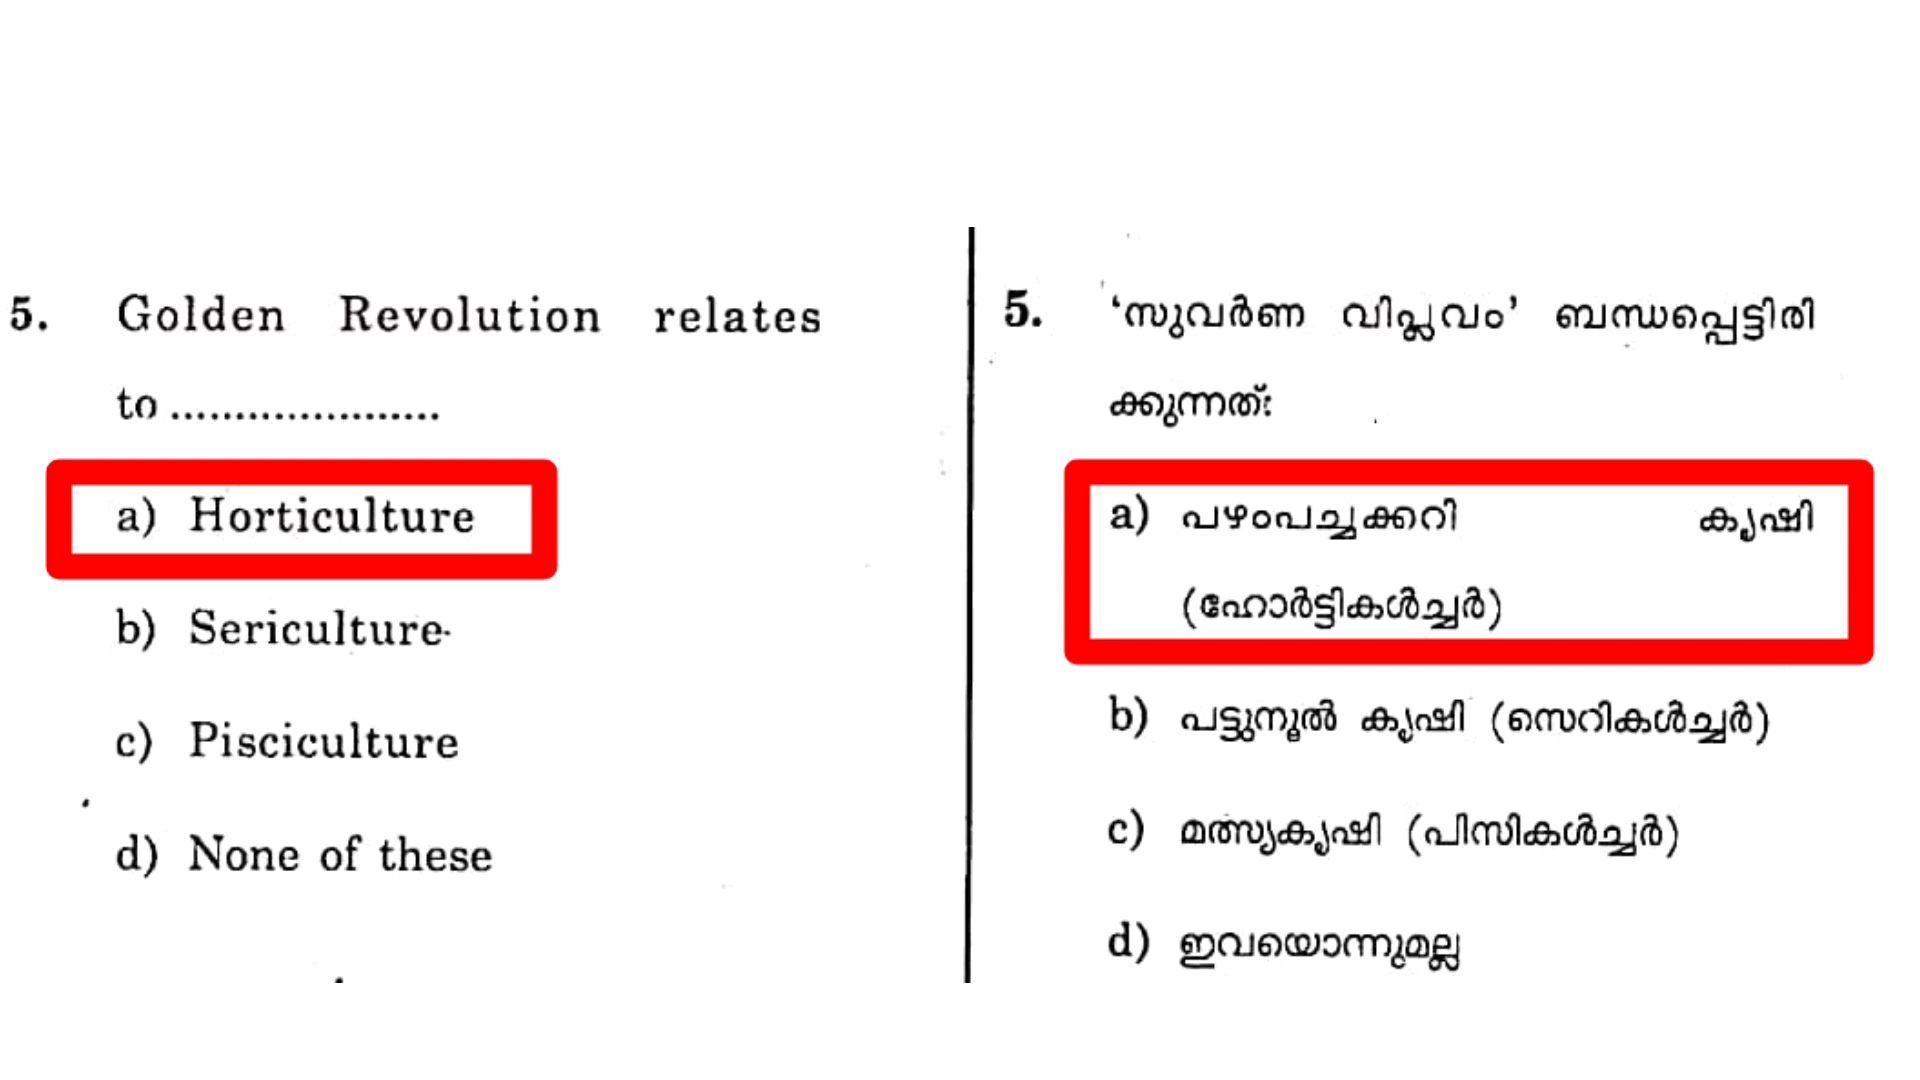 5. Golden Revolution relates
to .....................
a) Horticulture
b) Sericulture
c) Pisciculture
d) None of these
5. ‘സുവർണ വിപ്ലവം’ ബന്ധപ്പെട്ടിരി
ക്കുന്നത്:
a) പഴംപച്ചക്കറി കൃഷി
(ഹോർട്ടികൾച്ചർ)
b) പട്ടുനൂൽ കൃഷി (സെറികൾച്ചർ)
c) മത്സ്യകൃഷി (പിസികൾച്ചർ)
d) ഇവയൊന്നുമല്ല